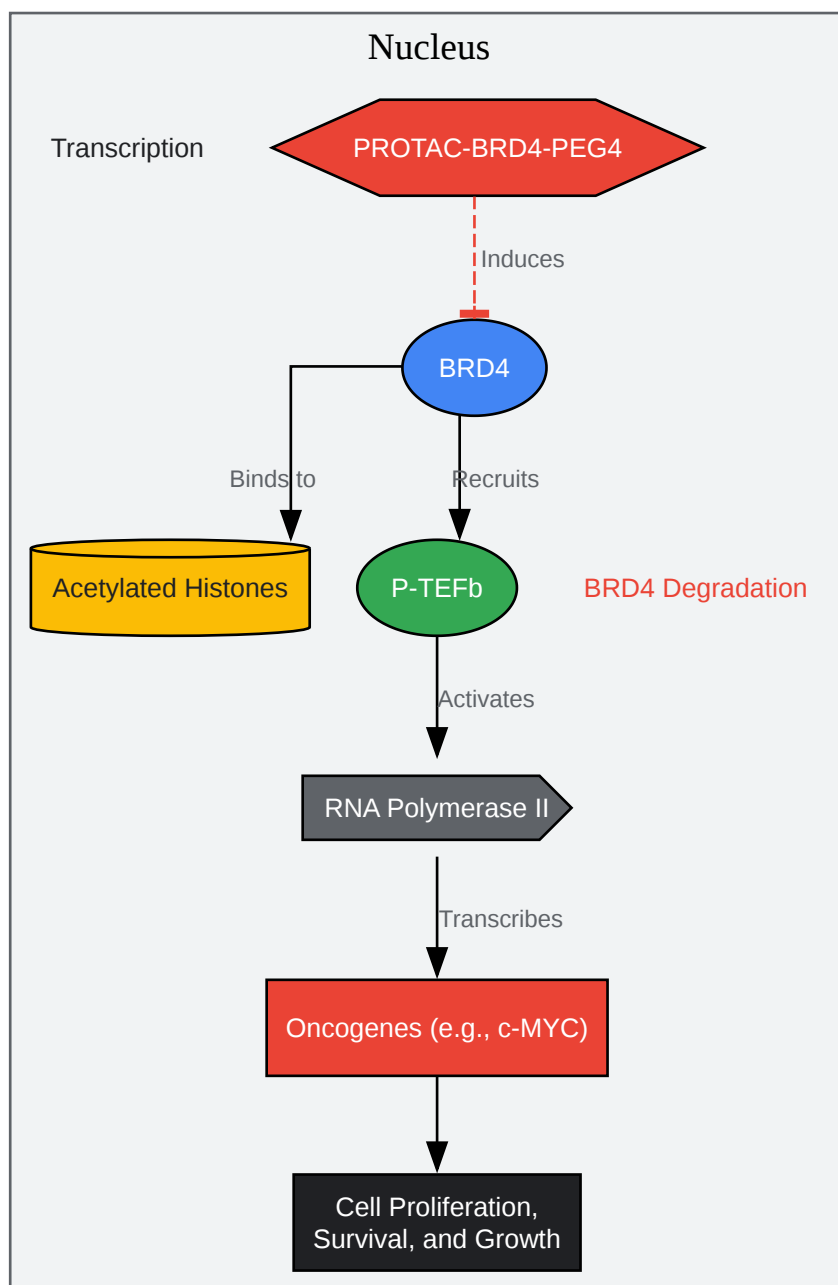 Nucleus
Transcription
PROTAC-BRD4-PEG4
Induces
BRD4
Binds to
Recruits
Acetylated Histones
P-TEFb
BRD4 Degradation
Activates
RNA Polymerase II
Transcribes
Oncogenes (e.g., c-MYC)
Cell Proliferation,
Survival, and Growth